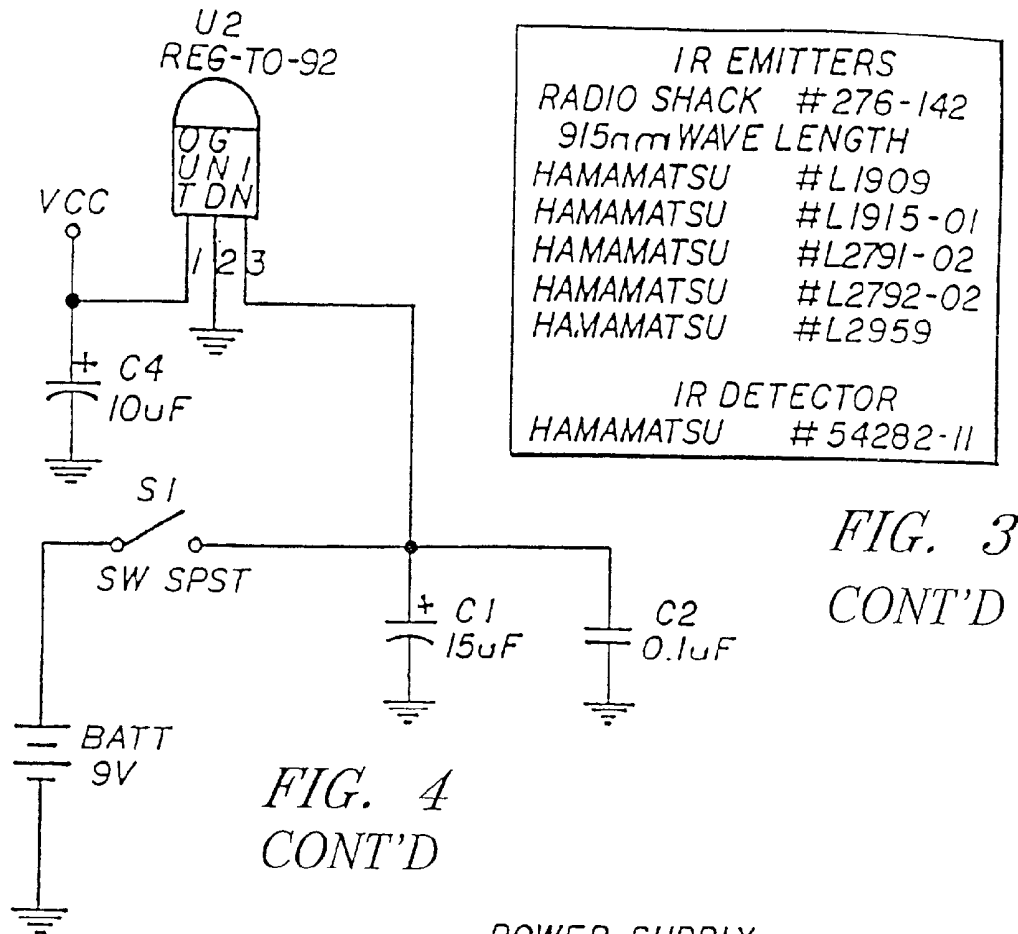 U2
REG-TO-92
OUT GND IN
1 2 3
VCC
+ C4
10uF
S1
SW SPST
+ C1
15uF
C2
0.1uF
BATT
9V
FIG. 4
CONT'D
IR EMITTERS
RADIO SHACK #276-142
915nm WAVE LENGTH
HAMAMATSU #L1909
HAMAMATSU #L1915-01
HAMAMATSU #L2791-02
HAMAMATSU #L2792-02
HAMAMATSU #L2959
IR DETECTOR
HAMAMATSU #54282-11
FIG. 3
CONT'D
POWER SUPPLY